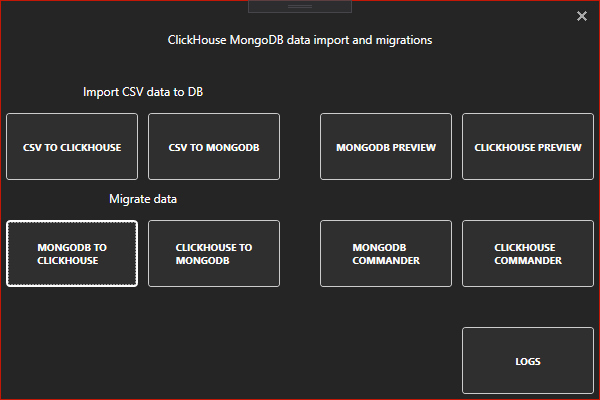 ClickHouse MongoDB data import and migrations
Import CSV data to DB
CSV TO CLICKHOUSE
CSV TO MONGODB
MONGODB PREVIEW
CLICKHOUSE PREVIEW
Migrate data
MONGODB TO
CLICKHOUSE
CLICKHOUSE TO
MONGODB
MONGODB
COMMANDER
CLICKHOUSE
COMMANDER
LOGS